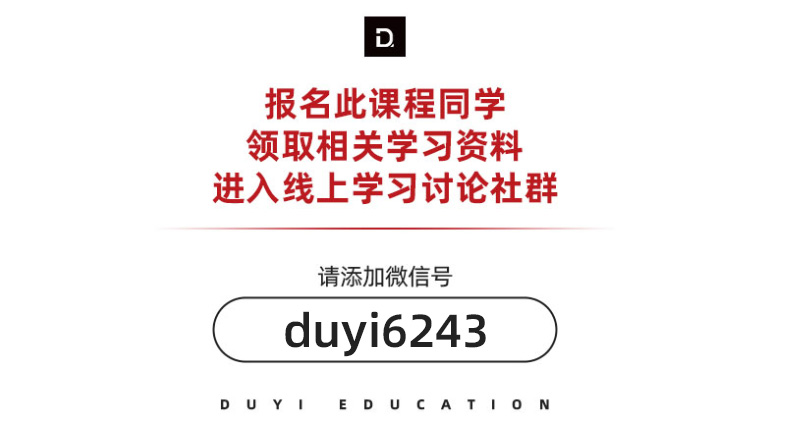 D
报名此课程同学
领取相关学习资料
进入线上学习讨论社群
请添加微信号
duyi6243
DUYI EDUCATION